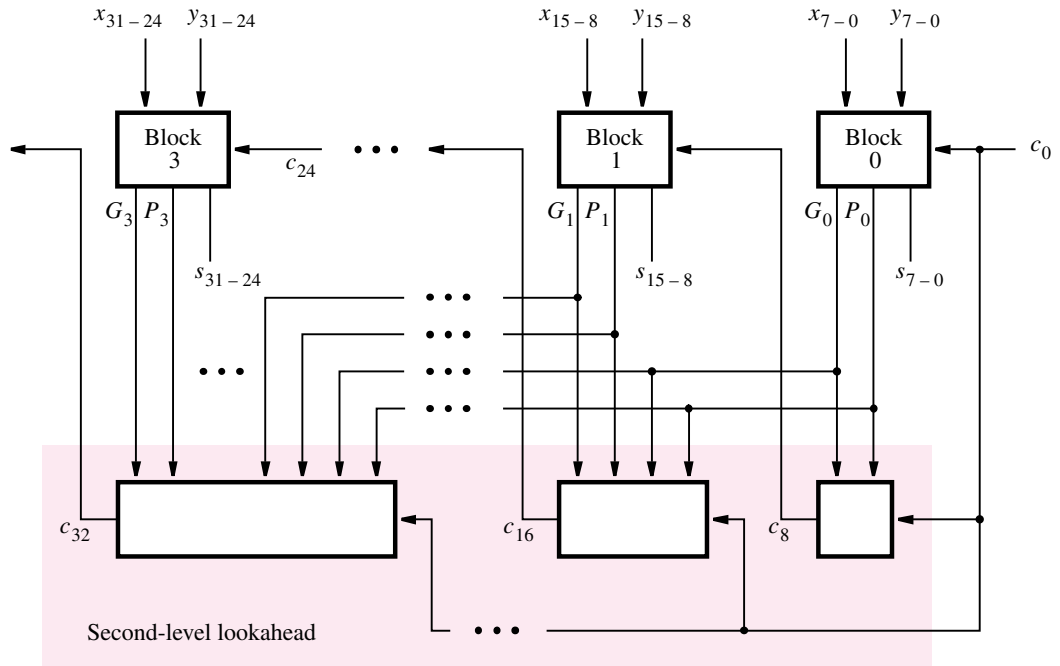 x31–24 y31–24 x15–8 y15–8 x7–0 y7–0
Block
3
Block
1
Block
0
c24
c0
G3 P3 G1 P1 G0 P0
s31–24 s15–8 s7–0
c32 c16 c8
Second-level lookahead